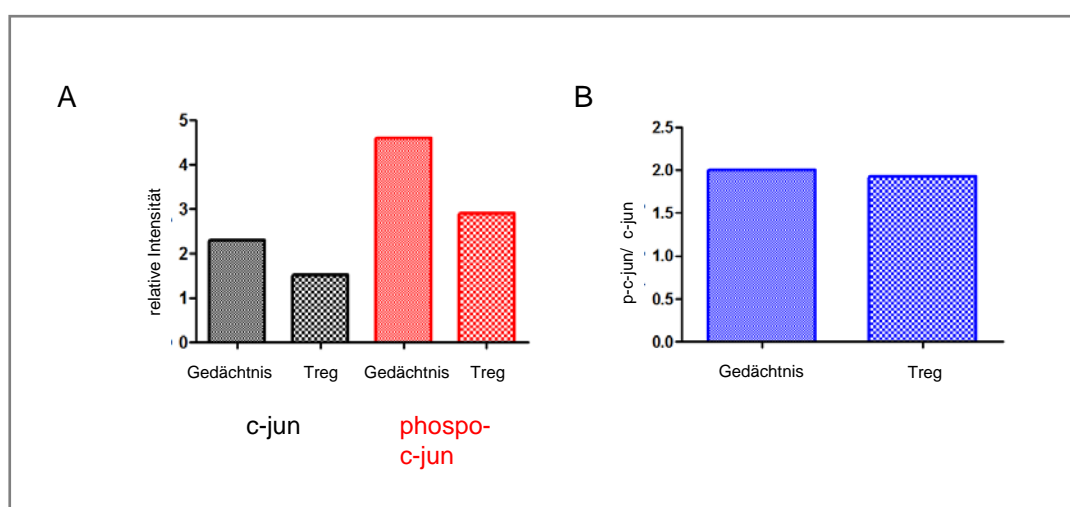 A
relative Intensität
5
4
3
2
1
0
Gedächtnis Treg Gedächtnis Treg
c-jun
phospo-
c-jun
B
p-c-jun/ c-jun
2.5
2.0
1.5
1.0
0.5
0.0
Gedächtnis Treg